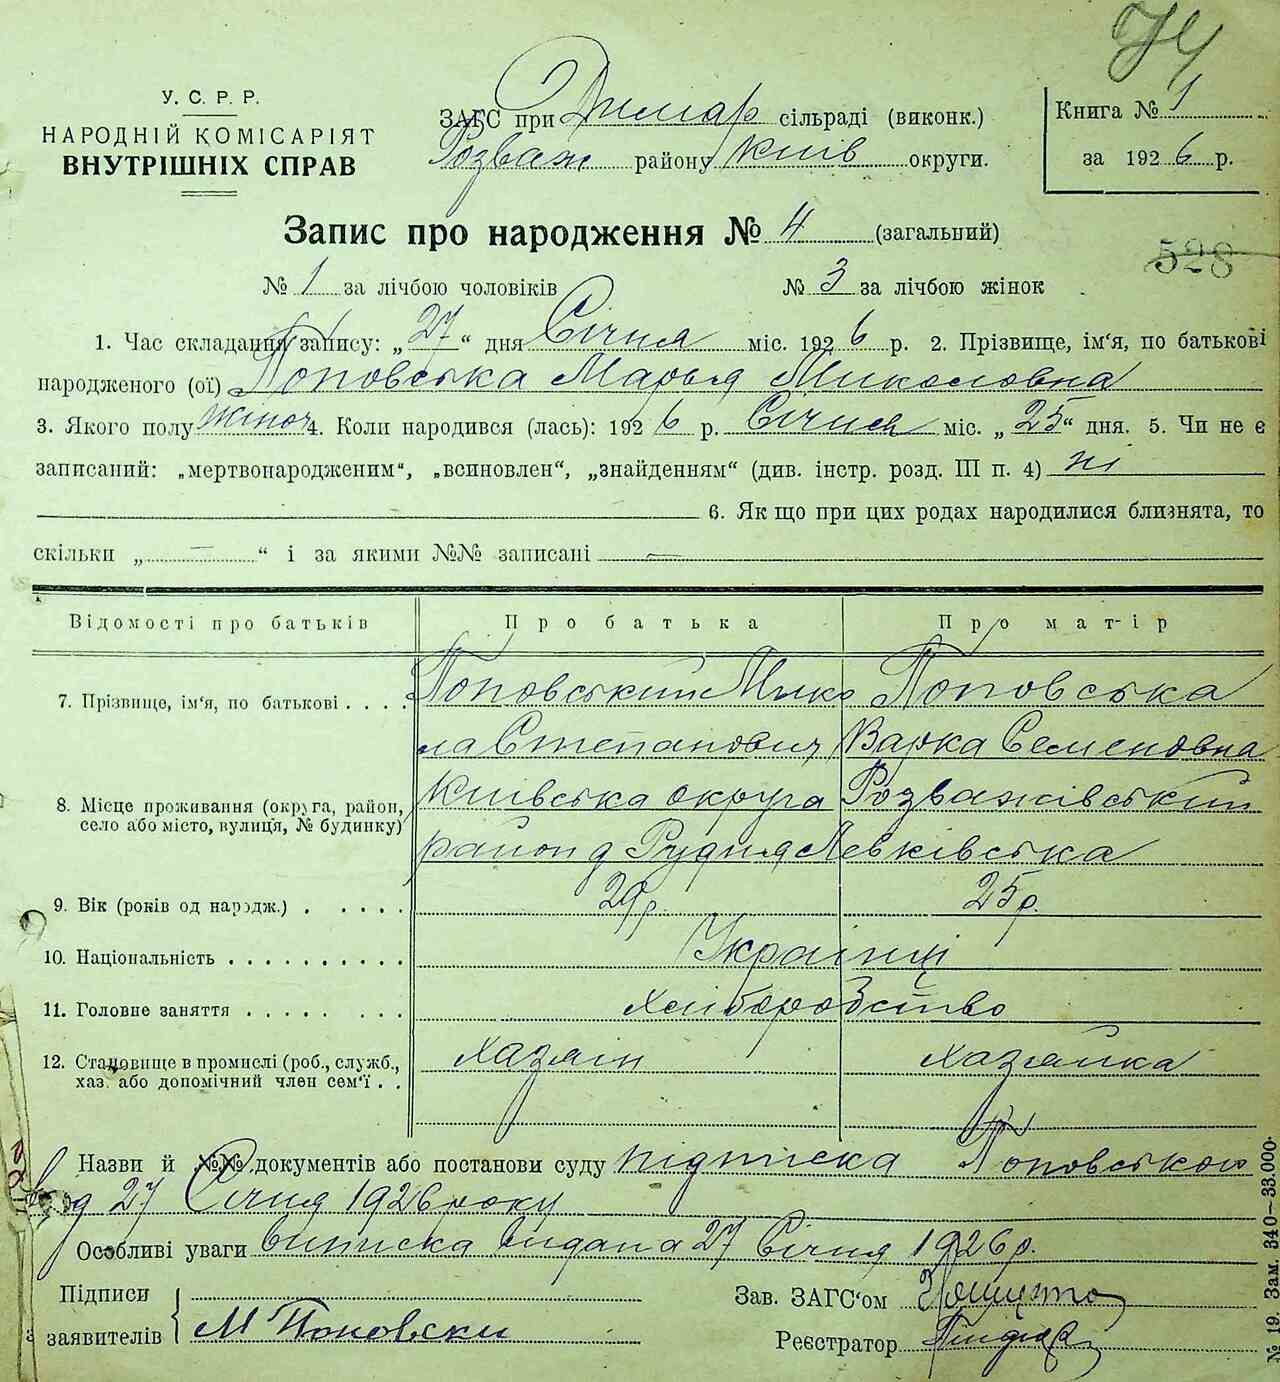 74
У. С. Р. Р.
НАРОДНІЙ КОМІСАРІЯТ
ВНУТРІШНІХ СПРАВ
ЗАГС при Димар сільраді (виконк.)
Розваж району Київ округи.
Книга № 1
за 1926 р.
Запис про народження № 4 (загальний)
528
№ 1 за лічбою чоловіків № 3 за лічбою жінок
1. Час складання запису: „27“ дня Січня міс. 1926 р. 2. Прізвище, ім'я, по батькові
народженого (ої) Поповська Марья Миколовна
3. Якого полу жіноч 4. Коли народився (лась): 1926 р. Січня міс. „25“ дня. 5. Чи не є
записаний: „мертвонародженим“, „всиновлен“, „знайденням“ (див. інстр. розд. III п. 4) ні
6. Як що при цих родах народилися близнята, то
скільки „ — “ і за якими №№ записані —
Відомості про батьків Про батька Про матір
7. Прізвище, ім'я, по батькові . . . . Поповський Мико Поповська
ла Степанович Варка Семеновна
8. Місце проживання (округа, район, село або місто, вулиця, № будинку) Київська округа Розважівський
район д Рудня Левківська
9. Вік (років од народж.) . . . . . 29 р. 25 р.
10. Національність . . . . . . . . . . Українці
11. Головне заняття . . . . . . . . Хліборобство
12. Становище в промислі (роб., служб., хаз. або допомічний член сем'ї . . хазяін хазяйка
Назви й №№ документів або постанови суду підписка Поповською
від 27 Січня 1926 року
Особливі уваги виписка видана 27 Січня 1926 р.
Підписи
заявителів М Поповски
Зав. ЗАГС'ом
Реєстратор
№ 19. Зам. 340—33.000.